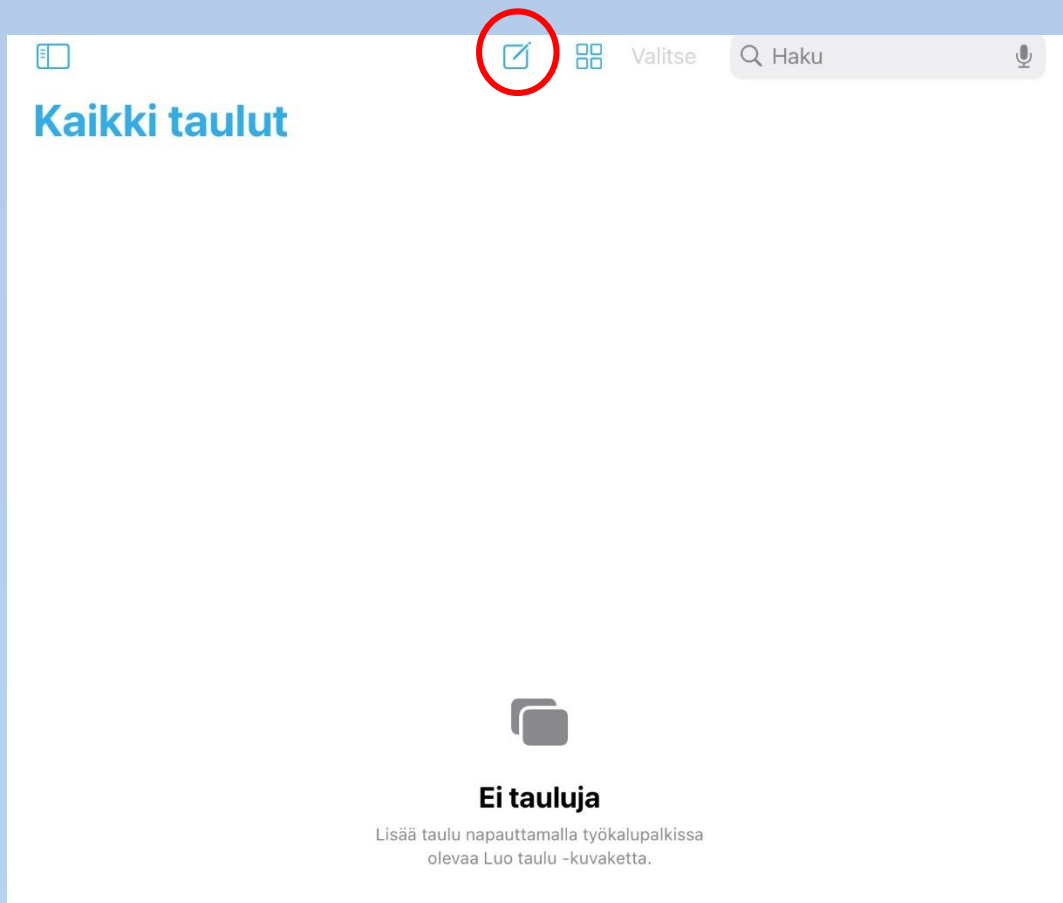 Valitse
Haku
Kaikki taulut
Ei tauluja
Lisää taulu napauttamalla työkalupalkissa
olevaa Luo taulu -kuvaketta.